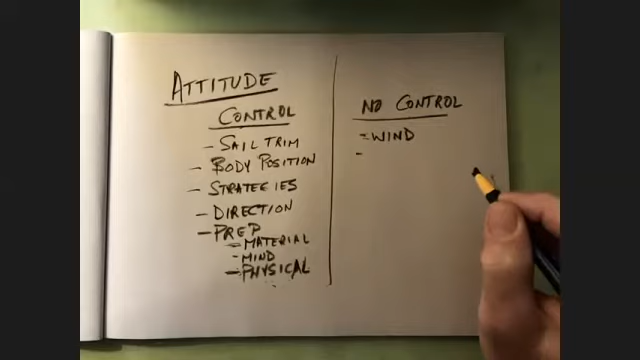 ATTITUDE
CONTROL
- SAIL TRIM
- BODY POSITION
- STRATEGIES
- DIRECTION
- PREP
- MATERIAL
- MIND
- PHYSICAL
NO CONTROL
- WIND
-